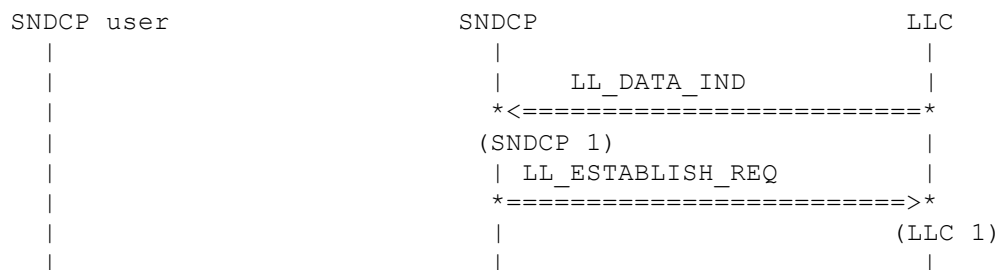 SNDCP user                SNDCP                      LLC
  |                         |                         |
  |                         |    LL_DATA_IND          |
  |                         *<=========================*
  |                       (SNDCP 1)                   |
  |                         | LL_ESTABLISH_REQ        |
  |                         *=========================>*
  |                         |                       (LLC 1)
  |                         |                         |